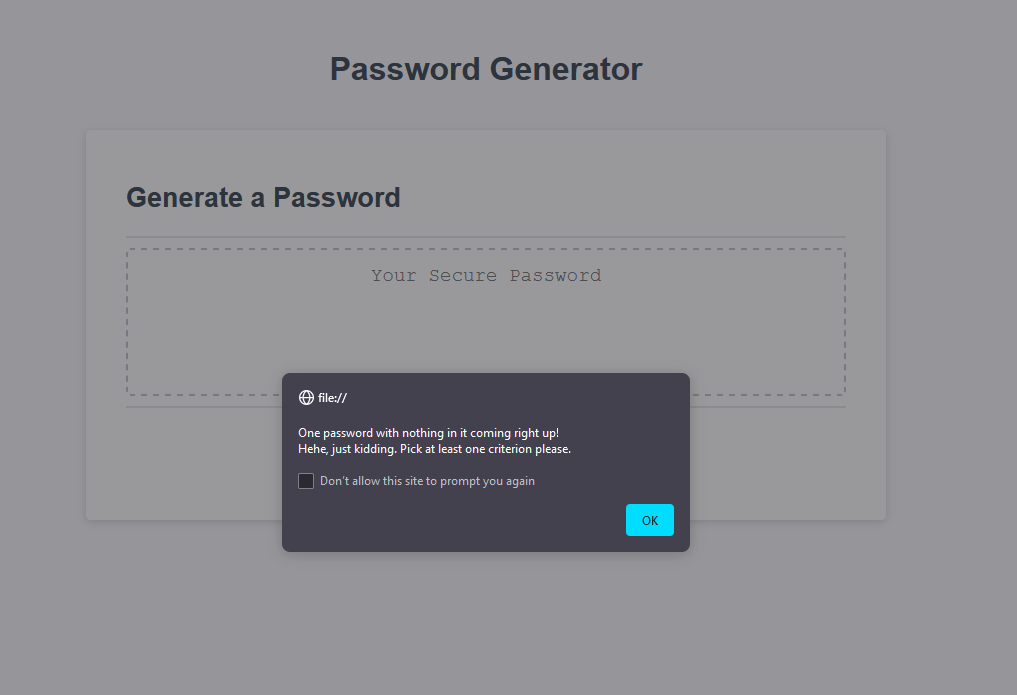 Password Generator
Generate a Password
Your Secure Password
file://
One password with nothing in it coming right up!
Hehe, just kidding. Pick at least one criterion please.
Don't allow this site to prompt you again
OK